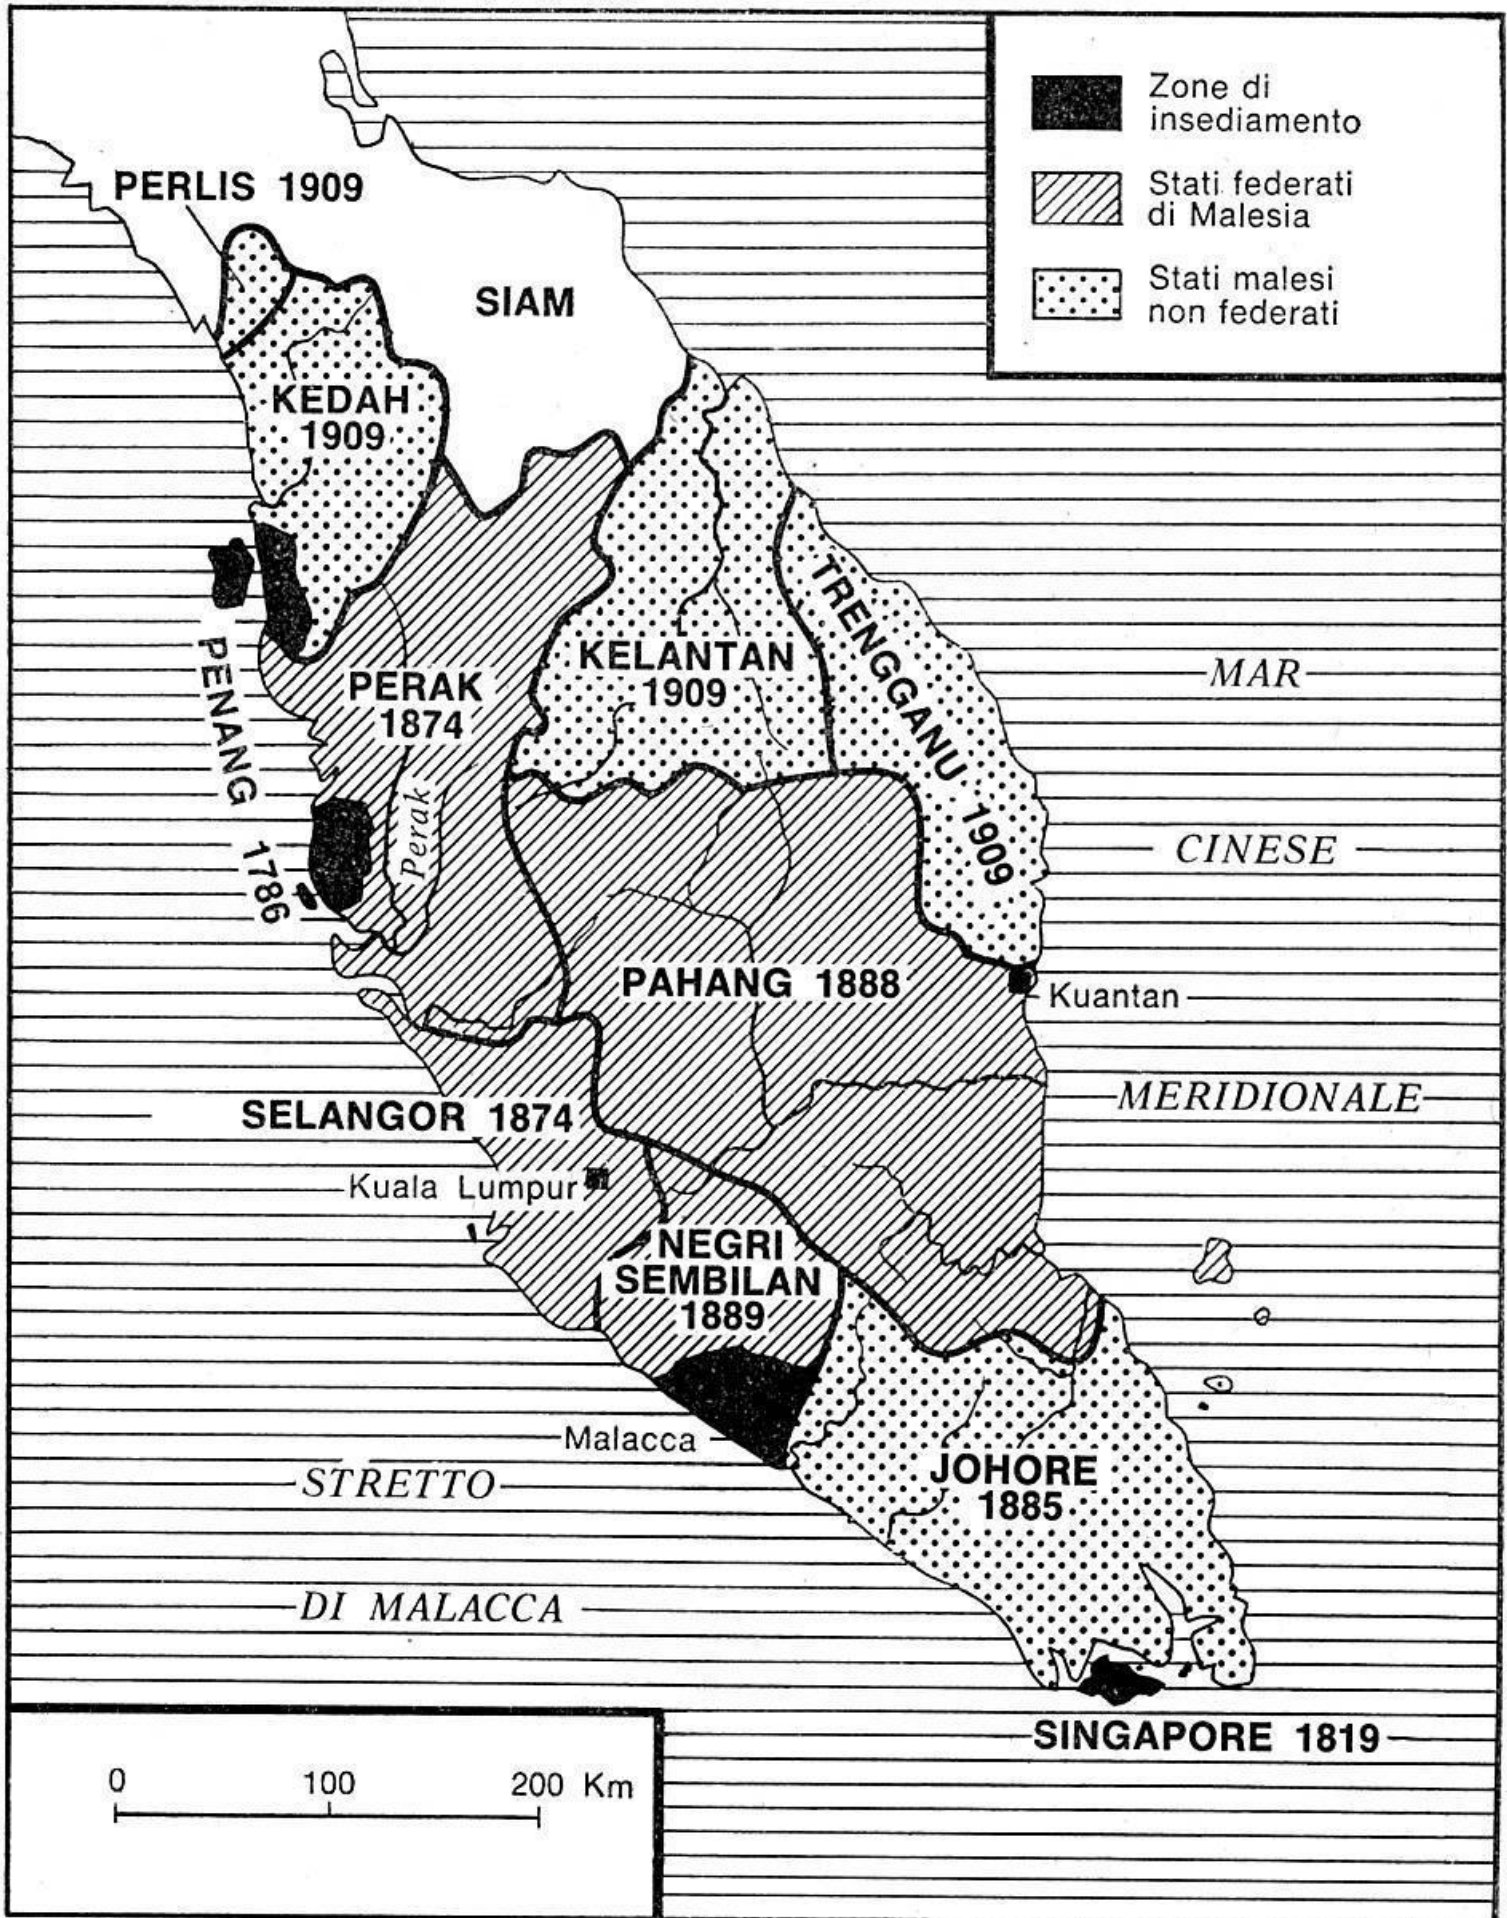 Zone di
insediamento
Stati federati
di Malesia
Stati malesi
non federati
PERLIS 1909
SIAM
KEDAH
1909
PENANG 1786
PERAK
1874
Perak
KELANTAN
1909
TRENGGANU 1909
MAR
CINESE
MERIDIONALE
PAHANG 1888
Kuantan
SELANGOR 1874
Kuala Lumpur
NEGRI
SEMBILAN
1889
Malacca
STRETTO
DI MALACCA
JOHORE
1885
SINGAPORE 1819
0 100 200 Km